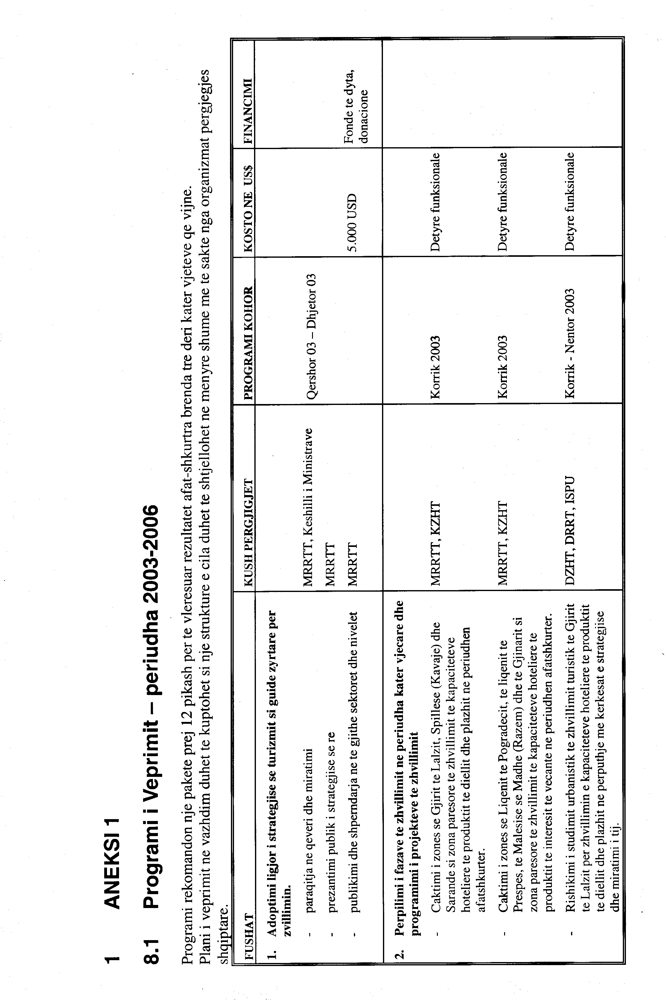 1 ANEKSI 1
8.1 Programi i Veprimit – periudha 2003-2006
Programi rekomandon nje pakete prej 12 pikash per te vleresuar rezultatet afat-shkurtra brenda tre deri kater vjeteve qe vijne.
Plani i veprimit ne vazhdim duhet te kuptohet si nje strukture e cila duhet te shtjellohet ne menyre shume me te sakte nga organizmat pergjegjes
shqiptare.
FUSHAT KUSH PERGJIGJET PROGRAMI KOHOR KOSTO NE US$ FINANCIMI
1. Adoptimi ligjor i strategjise se turizmit si guide zyrtare per
zvillimin.
- paraqitja ne qeveri dhe miratimi MRRTT, Keshilli i Ministrave Qershor 03 – Dhjetor 03
- prezantimi publik i strategjise se re MRRTT
- publikimi dhe shperndarja ne te gjithe sektoret dhe nivelet MRRTT 5.000 USD Fonde te dyta,
donacione
2. Perpilimi i fazave te zhvillimit ne periudha kater vjecare dhe
programimi i projekteve te zhvillimit
- Caktimi i zones se Gjirit te Lalzit, Spillese (Kavaje) dhe MRRTT, KZHT Korrik 2003 Detyre funksionale
Sarande si zona paresore te zhvillimit te kapaciteteve
hoteliere te produktit te diellit dhe plazhit ne periudhen
afatshkurter.
- Caktimi i zones se Liqenit te Pogradecit, te liqenit te MRRTT, KZHT Korrik 2003 Detyre funksionale
Prespes, te Malesise se Madhe (Razem) dhe te Gjinarit si
zona paresore te zhvillimit te kapaciteteve hoteliere te
produktit te interesit te vecante ne periudhen afatshkurter.
- Rishikimi i studimit urbanistik te zhvillimit turistik te Gjirit DZHT, DRRT, ISPU Korrik - Nentor 2003 Detyre funksionale
te Lalzit per zhvillimin e kapaciteteve hoteliere te produktit
te diellit dhe plazhit ne perputhje me kerkesat e strategjise
dhe miratimi i tij.